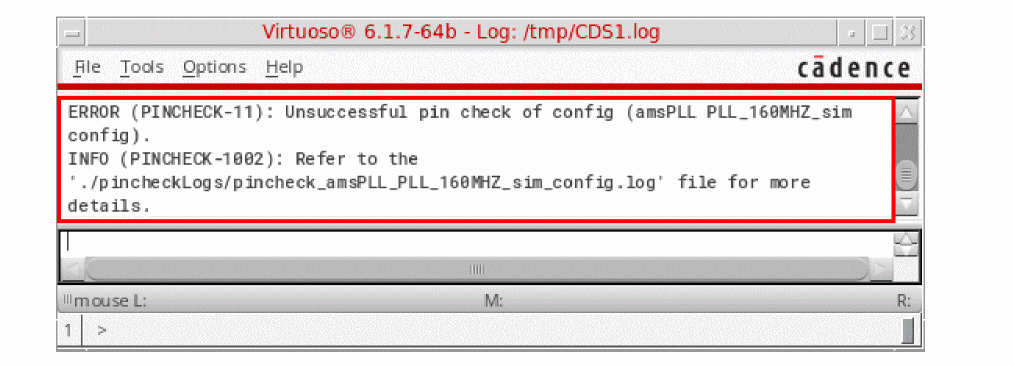 Virtuoso® 6.1.7-64b - Log: /tmp/CDS1.log
File Tools Options Help cādence
ERROR (PINCHECK-11): Unsuccessful pin check of config (amsPLL PLL_160MHZ_sim
config).
INFO (PINCHECK-1002): Refer to the
'./pincheckLogs/pincheck_amsPLL_PLL_160MHZ_sim_config.log' file for more
details.
mouse L: M: R:
1 >